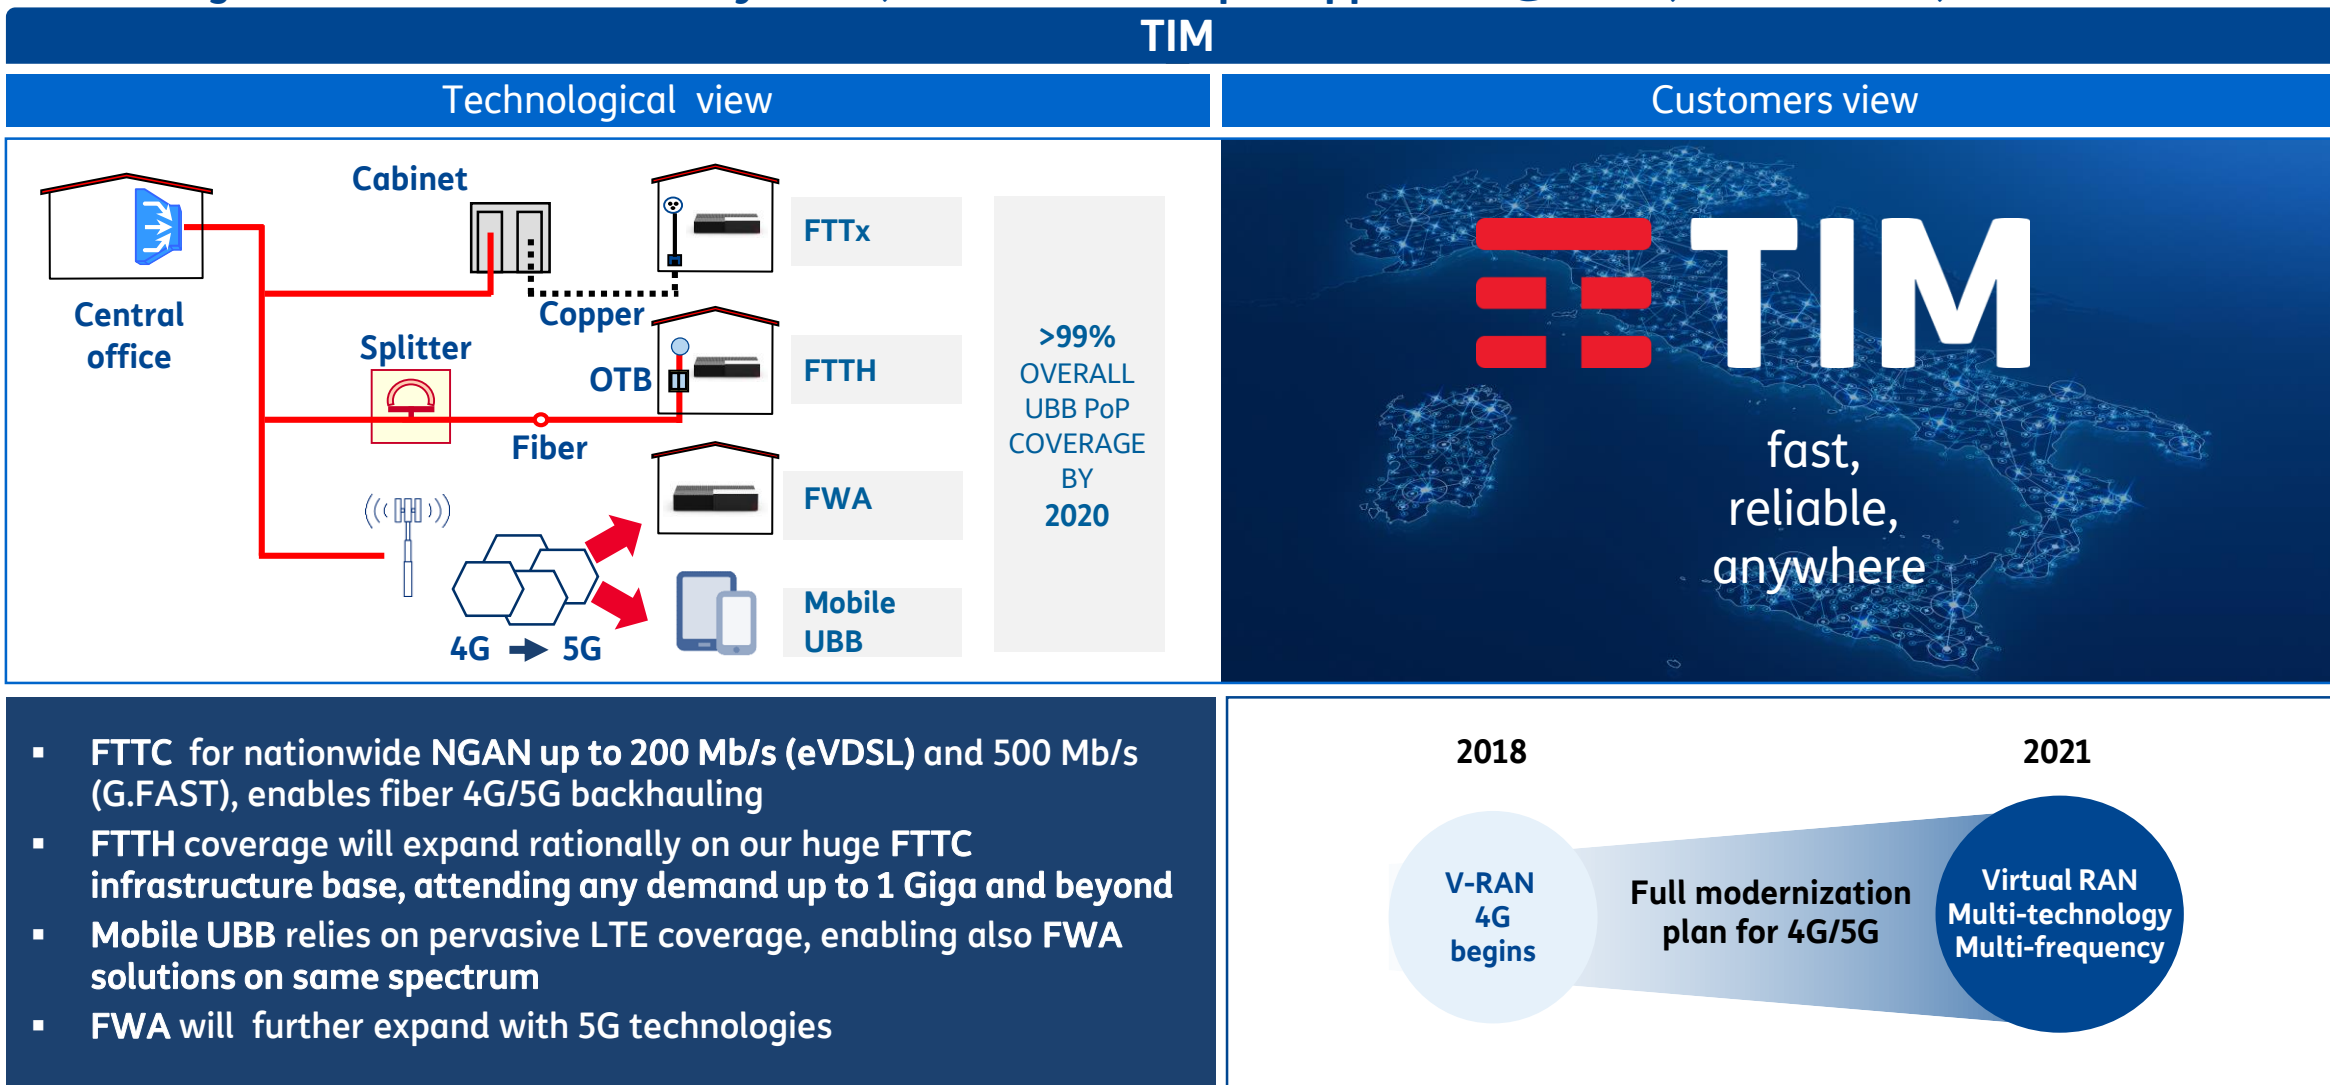 TIM
Technological view
Customers view
Cabinet
Central
office
Copper
Splitter
OTB
Fiber
4G
5G
FTTx
FTTH
FWA
Mobile
UBB
>99%
OVERALL
UBB PoP
COVERAGE
BY
2020
TIM
fast,
reliable,
anywhere
▪ FTTC for nationwide NGAN up to 200 Mb/s (eVDSL) and 500 Mb/s
(G.FAST), enables fiber 4G/5G backhauling
▪ FTTH coverage will expand rationally on our huge FTTC
infrastructure base, attending any demand up to 1 Giga and beyond
▪ Mobile UBB relies on pervasive LTE coverage, enabling also FWA
solutions on same spectrum
▪ FWA will further expand with 5G technologies
2018
2021
V-RAN
4G
begins
Full modernization
plan for 4G/5G
Virtual RAN
Multi-technology
Multi-frequency